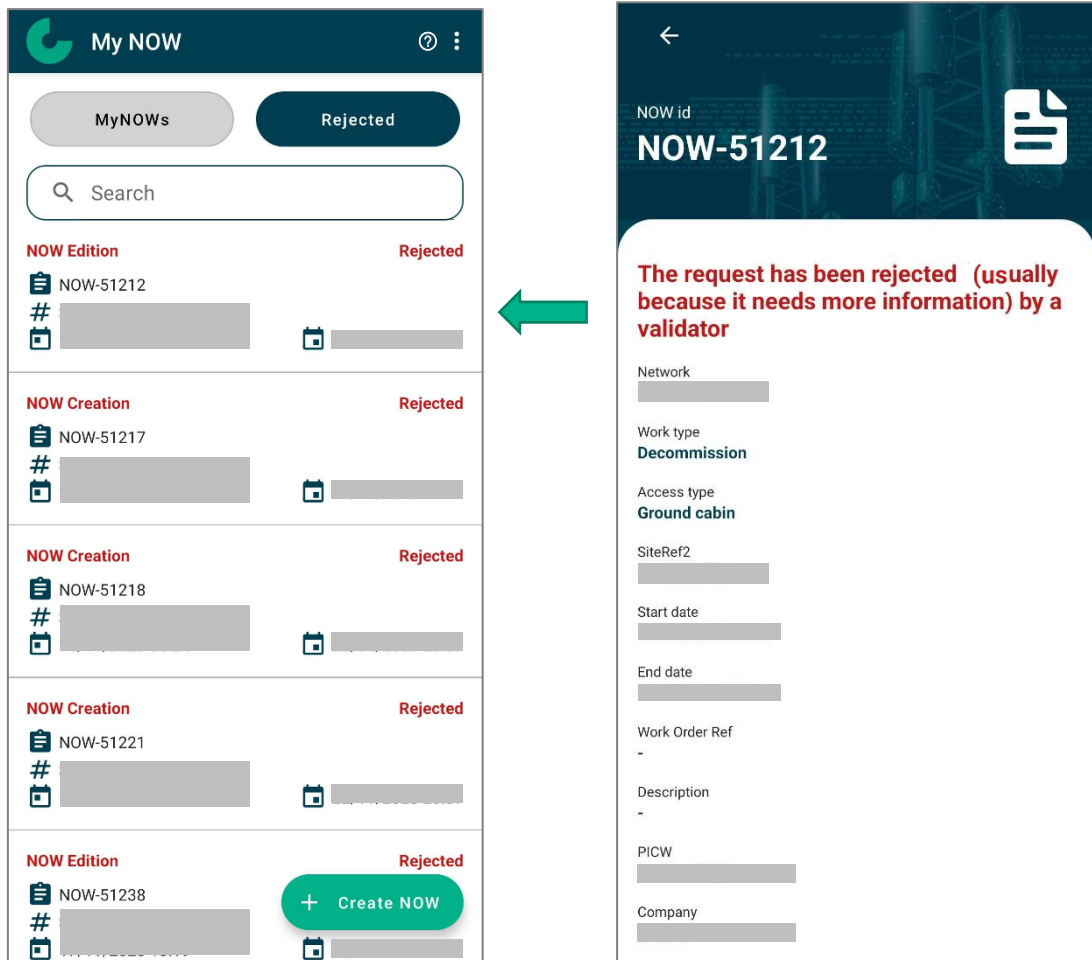 My NOW
MyNOWs
Rejected
Search
NOW Edition
Rejected
NOW-51212
NOW Creation
Rejected
NOW-51217
NOW Creation
Rejected
NOW-51218
NOW Creation
Rejected
NOW-51221
NOW Edition
Rejected
NOW-51238
+ Create NOW
NOW id
NOW-51212
The request has been rejected (usually
because it needs more information) by a
validator
Network
Work type
Decommission
Access type
Ground cabin
SiteRef2
Start date
End date
Work Order Ref
-
Description
-
PICW
Company